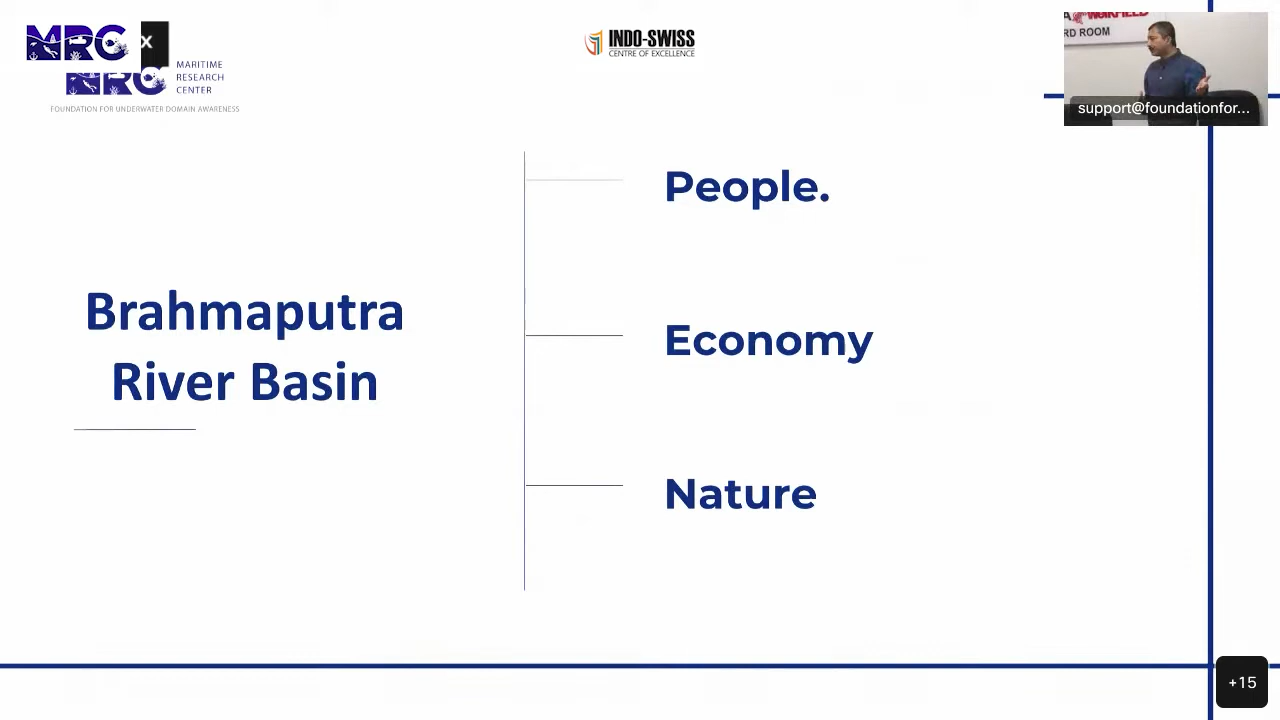 MRC
x
MRC
MARITIME
RESEARCH
CENTER
FOUNDATION FOR UNDERWATER DOMAIN AWARENESS
INDO-SWISS
CENTRE OF EXCELLENCE
RD ROOM
support@foundationfor...
People.
Brahmaputra
River Basin
Economy
Nature
+15